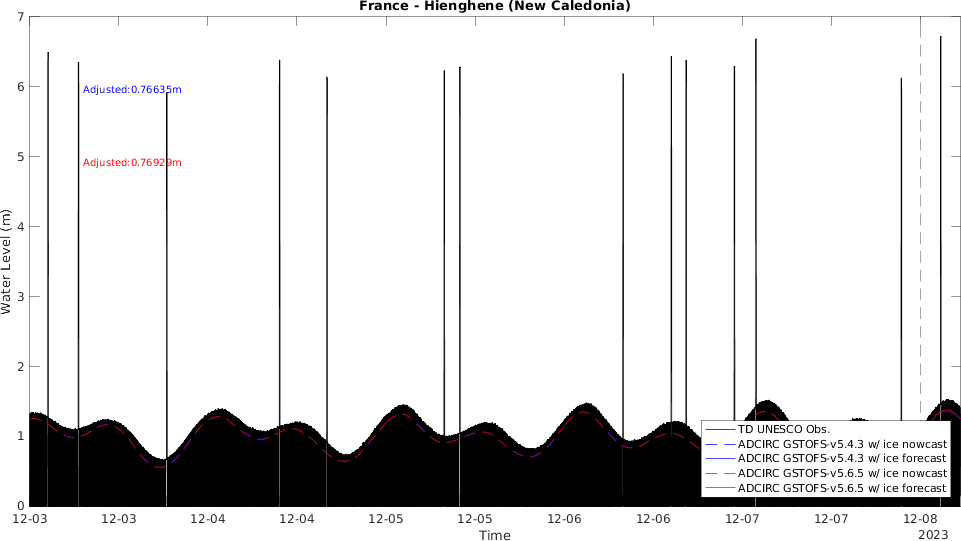 France - Hienghene (New Caledonia)
7
6
5
4
3
2
1
0
Water Level (m)
Adjusted:0.76635m
Adjusted:0.76929m
TD UNESCO Obs.
ADCIRC GSTOFS-v5.4.3 w/ ice nowcast
ADCIRC GSTOFS-v5.4.3 w/ ice forecast
ADCIRC GSTOFS-v5.6.5 w/ ice nowcast
ADCIRC GSTOFS-v5.6.5 w/ ice forecast
12-03 12-03 12-04 12-04 12-05 12-05 12-06 12-06 12-07 12-07 12-08
Time
2023